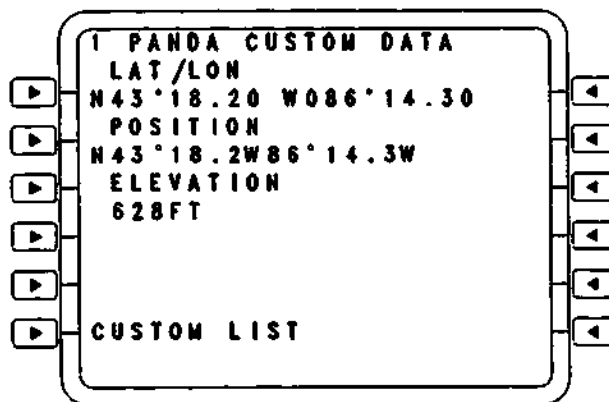 1 PANDA CUSTOM DATA
LAT/LON
N43°18.20 W086°14.30
POSITION
N43°18.2W86°14.3W
ELEVATION
628FT
CUSTOM LIST